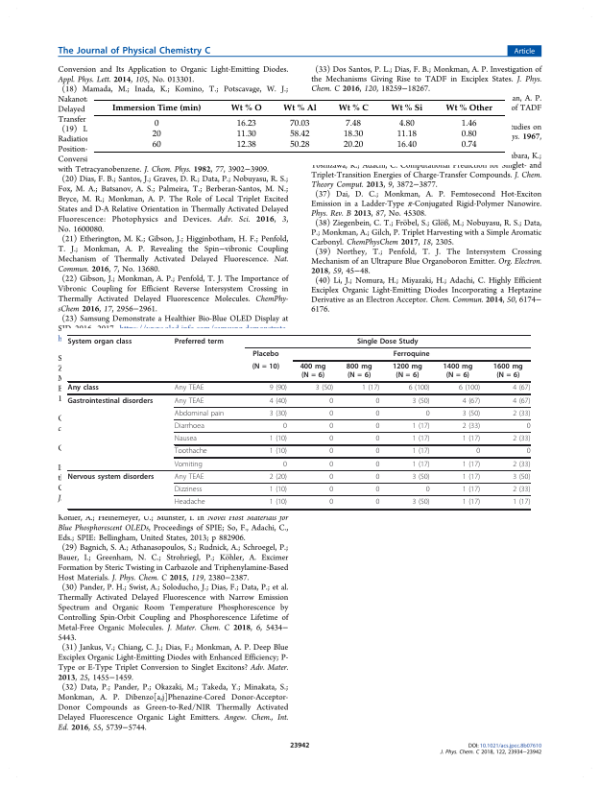 The Journal of Physical Chemistry C
Article
Conversion and Its Application to Organic Light-Emitting Diodes.
Appl. Phys. Lett. 2014, 105, No. 013301.
(18) Mamada, M.; Inada, K.; Komino, T.; Potscavage, W. J.;
Nakanot
Delayed
Transfer
(19) L
Radiation
Position-
Conversi
with Tetracyanobenzene. J. Chem. Phys. 1982, 77, 3902−3909.
(20) Dias, F. B.; Santos, J.; Graves, D. R.; Data, P.; Nobuyasu, R. S.;
Fox, M. A.; Batsanov, A. S.; Palmeira, T.; Berberan-Santos, M. N.;
Bryce, M. R.; Monkman, A. P. The Role of Local Triplet Excited
States and D-A Relative Orientation in Thermally Activated Delayed
Fluorescence: Photophysics and Devices. Adv. Sci. 2016, 3,
No. 1600080.
(21) Etherington, M. K.; Gibson, J.; Higginbotham, H. F.; Penfold,
T. J.; Monkman, A. P. Revealing the Spin−vibronic Coupling
Mechanism of Thermally Activated Delayed Fluorescence. Nat.
Commun. 2016, 7, No. 13680.
(22) Gibson, J.; Monkman, A. P.; Penfold, T. J. The Importance of
Vibronic Coupling for Efficient Reverse Intersystem Crossing in
Thermally Activated Delayed Fluorescence Molecules. ChemPhy-
sChem 2016, 17, 2956−2961.
(23) Samsung Demonstrate a Healthier Bio-Blue OLED Display at
(33) Dos Santos, P. L.; Dias, F. B.; Monkman, A. P. Investigation of
the Mechanisms Giving Rise to TADF in Exciplex States. J. Phys.
Chem. C 2016, 120, 18259−18267.
an, A. P.
of TADF
tudies on
ys. 1967,
bara, K.;
Triplet-Transition Energies of Charge-Transfer Compounds. J. Chem.
Theory Comput. 2013, 9, 3872−3877.
(37) Dai, D. C.; Monkman, A. P. Femtosecond Hot-Exciton
Emission in a Ladder-Type π-Conjugated Rigid-Polymer Nanowire.
Phys. Rev. B 2013, 87, No. 45308.
(38) Ziegenbein, C. T.; Fröbel, S.; Glöß, M.; Nobuyasu, R. S.; Data,
P.; Monkman, A.; Gilch, P. Triplet Harvesting with a Simple Aromatic
Carbonyl. ChemPhysChem 2017, 18, 2305.
(39) Northey, T.; Penfold, T. J. The Intersystem Crossing
Mechanism of an Ultrapure Blue Organoboron Emitter. Org. Electron.
2018, 59, 45−48.
(40) Li, J.; Nomura, H.; Miyazaki, H.; Adachi, C. Highly Efficient
Exciplex Organic Light-Emitting Diodes Incorporating a Heptazine
Derivative as an Electron Acceptor. Chem. Commun. 2014, 50, 6174−
6176.
Immersion Time (min) Wt % O Wt % Al Wt % C Wt % Si Wt % Other
0 16.23 70.03 7.48 4.80 1.46
20 11.30 58.42 18.30 11.18 0.80
60 12.38 50.28 20.20 16.40 0.74
System organ class Preferred term Single Dose Study
Placebo Ferroquine
(N = 10) 400 mg 800 mg 1200 mg 1400 mg 1600 mg
(N = 6) (N = 6) (N = 6) (N = 6) (N = 6)
Any class Any TEAE 9 (90) 3 (50) 1 (17) 6 (100) 6 (100) 4 (67)
Gastrointestinal disorders Any TEAE 4 (40) 0 0 3 (50) 4 (67) 4 (67)
Abdominal pain 3 (30) 0 0 0 3 (50) 2 (33)
Diarrhoea 0 0 0 1 (17) 2 (33) 0
Nausea 1 (10) 0 0 1 (17) 1 (17) 2 (33)
Toothache 1 (10) 0 0 1 (17) 0 0
Vomiting 0 0 0 1 (17) 1 (17) 2 (33)
Nervous system disorders Any TEAE 2 (20) 0 0 3 (50) 1 (17) 3 (50)
Dizziness 1 (10) 0 0 0 1 (17) 2 (33)
Headache 1 (10) 0 0 3 (50) 1 (17) 1 (17)
Köhler, A.; Heinemeyer, U.; Münster, I. In Novel Host Materials for
Blue Phosphorescent OLEDs, Proceedings of SPIE; So, F., Adachi, C.,
Eds.; SPIE: Bellingham, United States, 2013; p 882906.
(29) Bagnich, S. A.; Athanasopoulos, S.; Rudnick, A.; Schroegel, P.;
Bauer, I.; Greenham, N. C.; Strohriegl, P.; Köhler, A. Excimer
Formation by Steric Twisting in Carbazole and Triphenylamine-Based
Host Materials. J. Phys. Chem. C 2015, 119, 2380−2387.
(30) Pander, P. H.; Swist, A.; Soloducho, J.; Dias, F.; Data, P.; et al.
Thermally Activated Delayed Fluorescence with Narrow Emission
Spectrum and Organic Room Temperature Phosphorescence by
Controlling Spin-Orbit Coupling and Phosphorescence Lifetime of
Metal-Free Organic Molecules. J. Mater. Chem. C 2018, 6, 5434−
5443.
(31) Jankus, V.; Chiang, C. J.; Dias, F.; Monkman, A. P. Deep Blue
Exciplex Organic Light-Emitting Diodes with Enhanced Efficiency; P-
Type or E-Type Triplet Conversion to Singlet Excitons? Adv. Mater.
2013, 25, 1455−1459.
(32) Data, P.; Pander, P.; Okazaki, M.; Takeda, Y.; Minakata, S.;
Monkman, A. P. Dibenzo[a,j]Phenazine-Cored Donor-Acceptor-
Donor Compounds as Green-to-Red/NIR Thermally Activated
Delayed Fluorescence Organic Light Emitters. Angew. Chem., Int.
Ed. 2016, 55, 5739−5744.
23942
DOI: 10.1021/acs.jpcc.8b07610
J. Phys. Chem. C 2018, 122, 23934−23942